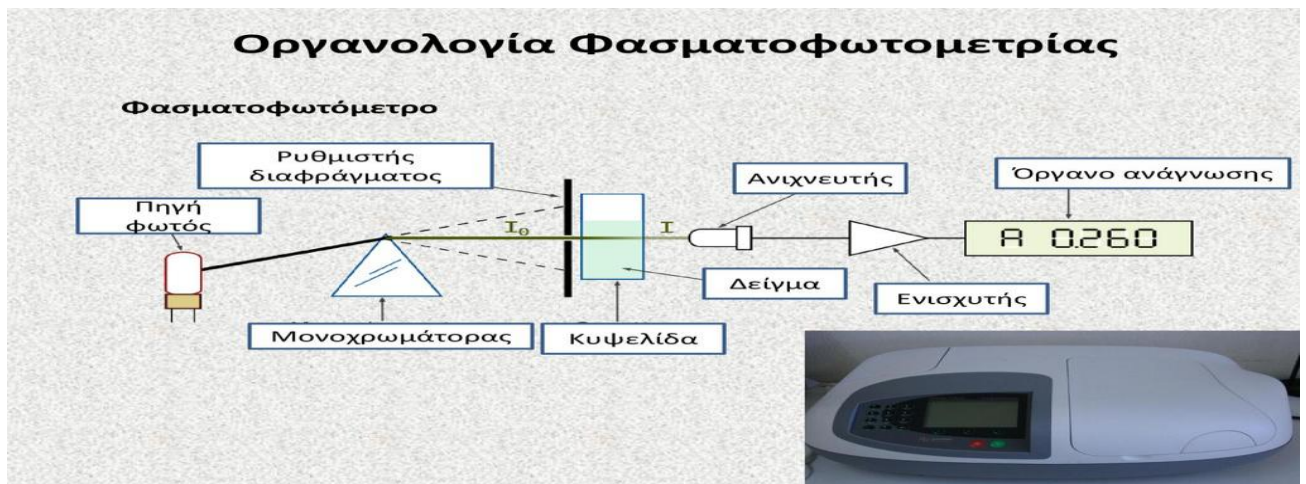 Οργανολογία Φασματοφωτομετρίας
Φασματοφωτόμετρο
Ρυθμιστής
διαφράγματος
Πηγή
φωτός
Ανιχνευτής
Όργανο ανάγνωσης
I₀
I
A 0.260
Δείγμα
Ενισχυτής
Μονοχρωμάτορας
Κυψελίδα